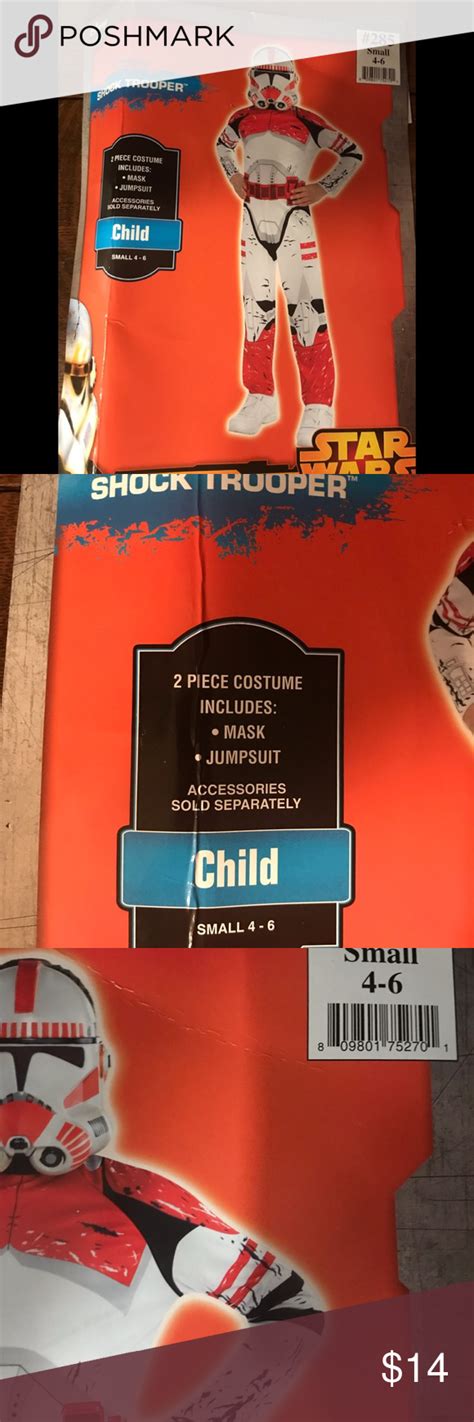 POSHMARK
#285
Small
4-6
SHOCK TROOPER™
2 PIECE COSTUME
INCLUDES:
• MASK
• JUMPSUIT
ACCESSORIES
SOLD SEPARATELY
Child
SMALL 4 - 6
STAR
WARS
SHOCK TROOPER™
2 PIECE COSTUME
INCLUDES:
• MASK
• JUMPSUIT
ACCESSORIES
SOLD SEPARATELY
Child
SMALL 4 - 6
Small
4-6
8 09801 75270 1
$14